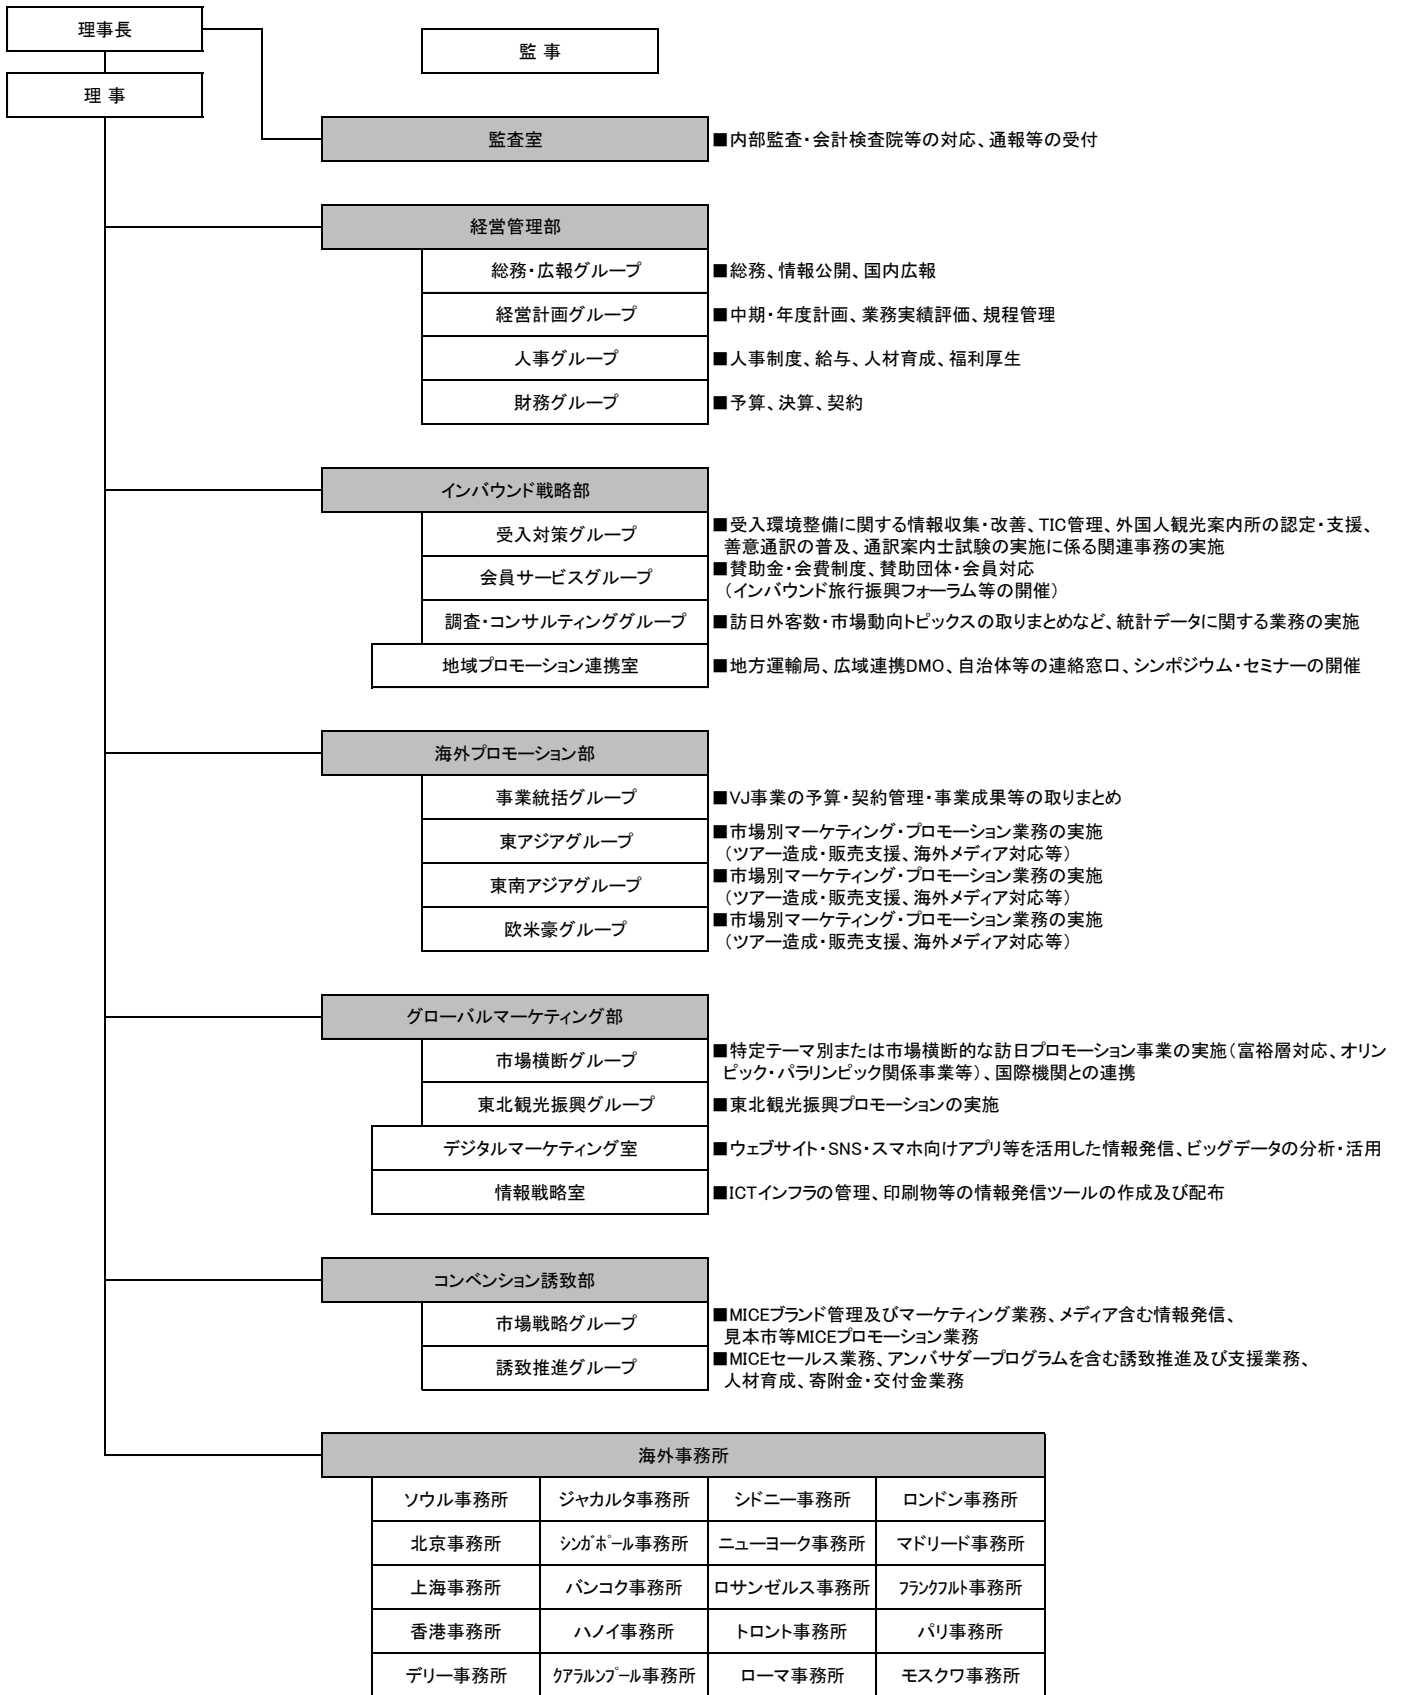 理事長
監 事
理 事
監査室
■内部監査・会計検査院等の対応、通報等の受付
経営管理部
総務・広報グループ
■総務、情報公開、国内広報
経営計画グループ
■中期・年度計画、業務実績評価、規程管理
人事グループ
■人事制度、給与、人材育成、福利厚生
財務グループ
■予算、決算、契約
インバウンド戦略部
受入対策グループ
■受入環境整備に関する情報収集・改善、TIC管理、外国人観光案内所の認定・支援、
善意通訳の普及、通訳案内士試験の実施に係る関連事務の実施
会員サービスグループ
■賛助金・会費制度、賛助団体・会員対応
（インバウンド旅行振興フォーラム等の開催）
調査・コンサルティンググループ
■訪日外客数・市場動向トピックスの取りまとめなど、統計データに関する業務の実施
地域プロモーション連携室
■地方運輸局、広域連携DMO、自治体等の連絡窓口、シンポジウム・セミナーの開催
海外プロモーション部
事業統括グループ
■VJ事業の予算・契約管理・事業成果等の取りまとめ
東アジアグループ
■市場別マーケティング・プロモーション業務の実施
（ツアー造成・販売支援、海外メディア対応等）
東南アジアグループ
■市場別マーケティング・プロモーション業務の実施
（ツアー造成・販売支援、海外メディア対応等）
欧米豪グループ
■市場別マーケティング・プロモーション業務の実施
（ツアー造成・販売支援、海外メディア対応等）
グローバルマーケティング部
市場横断グループ
■特定テーマ別または市場横断的な訪日プロモーション事業の実施（富裕層対応、オリン
ピック・パラリンピック関係事業等）、国際機関との連携
東北観光振興グループ
■東北観光振興プロモーションの実施
デジタルマーケティング室
■ウェブサイト・SNS・スマホ向けアプリ等を活用した情報発信、ビッグデータの分析・活用
情報戦略室
■ICTインフラの管理、印刷物等の情報発信ツールの作成及び配布
コンベンション誘致部
市場戦略グループ
■MICEブランド管理及びマーケティング業務、メディア含む情報発信、
見本市等MICEプロモーション業務
誘致推進グループ
■MICEセールス業務、アンバサダープログラムを含む誘致推進及び支援業務、
人材育成、寄附金・交付金業務
海外事務所
ソウル事務所 ジャカルタ事務所 シドニー事務所 ロンドン事務所
北京事務所 ｼﾝｶﾞﾎﾟｰﾙ事務所 ニューヨーク事務所 マドリード事務所
上海事務所 バンコク事務所 ロサンゼルス事務所 ﾌﾗﾝｸﾌﾙﾄ事務所
香港事務所 ハノイ事務所 トロント事務所 パリ事務所
デリー事務所 ｸｱﾗﾙﾝﾌﾟｰﾙ事務所 ローマ事務所 モスクワ事務所